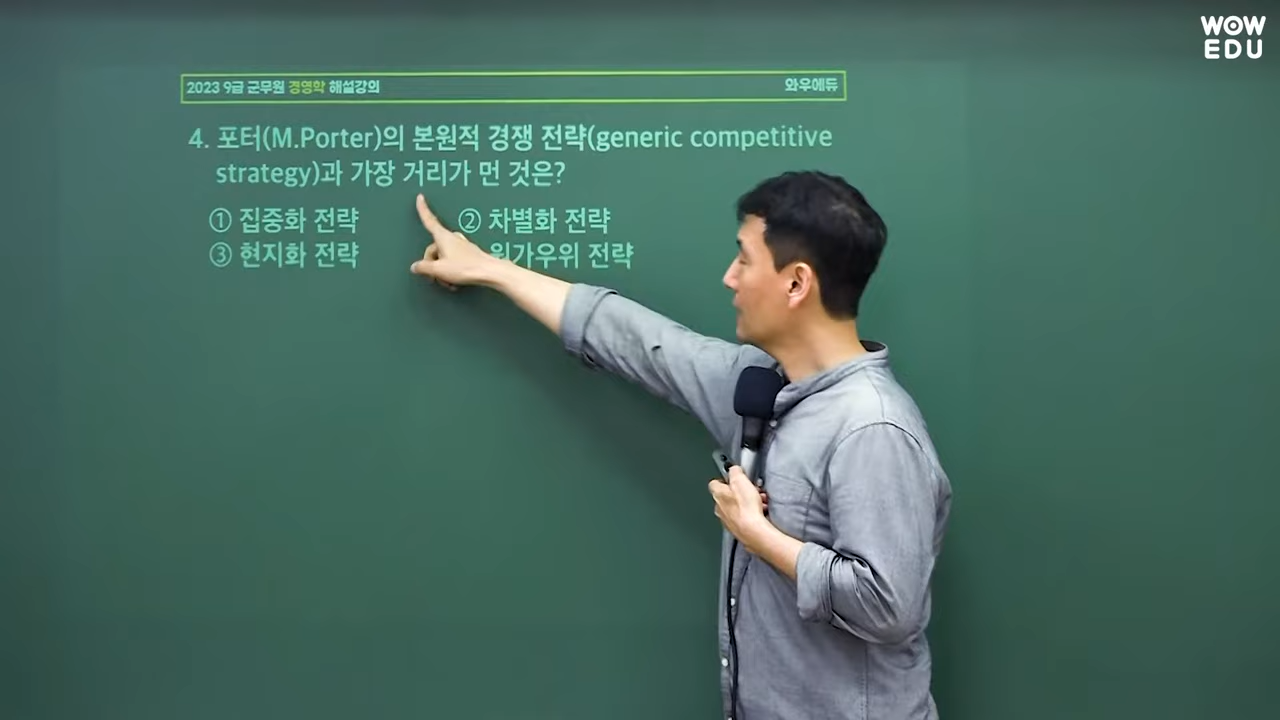 WOW
EDU
2023 9급 군무원 경영학 해설강의 와우에듀
4. 포터(M.Porter)의 본원적 경쟁 전략(generic competitive
strategy)과 가장 거리가 먼 것은?
① 집중화 전략 ② 차별화 전략
③ 현지화 전략 원가우위 전략